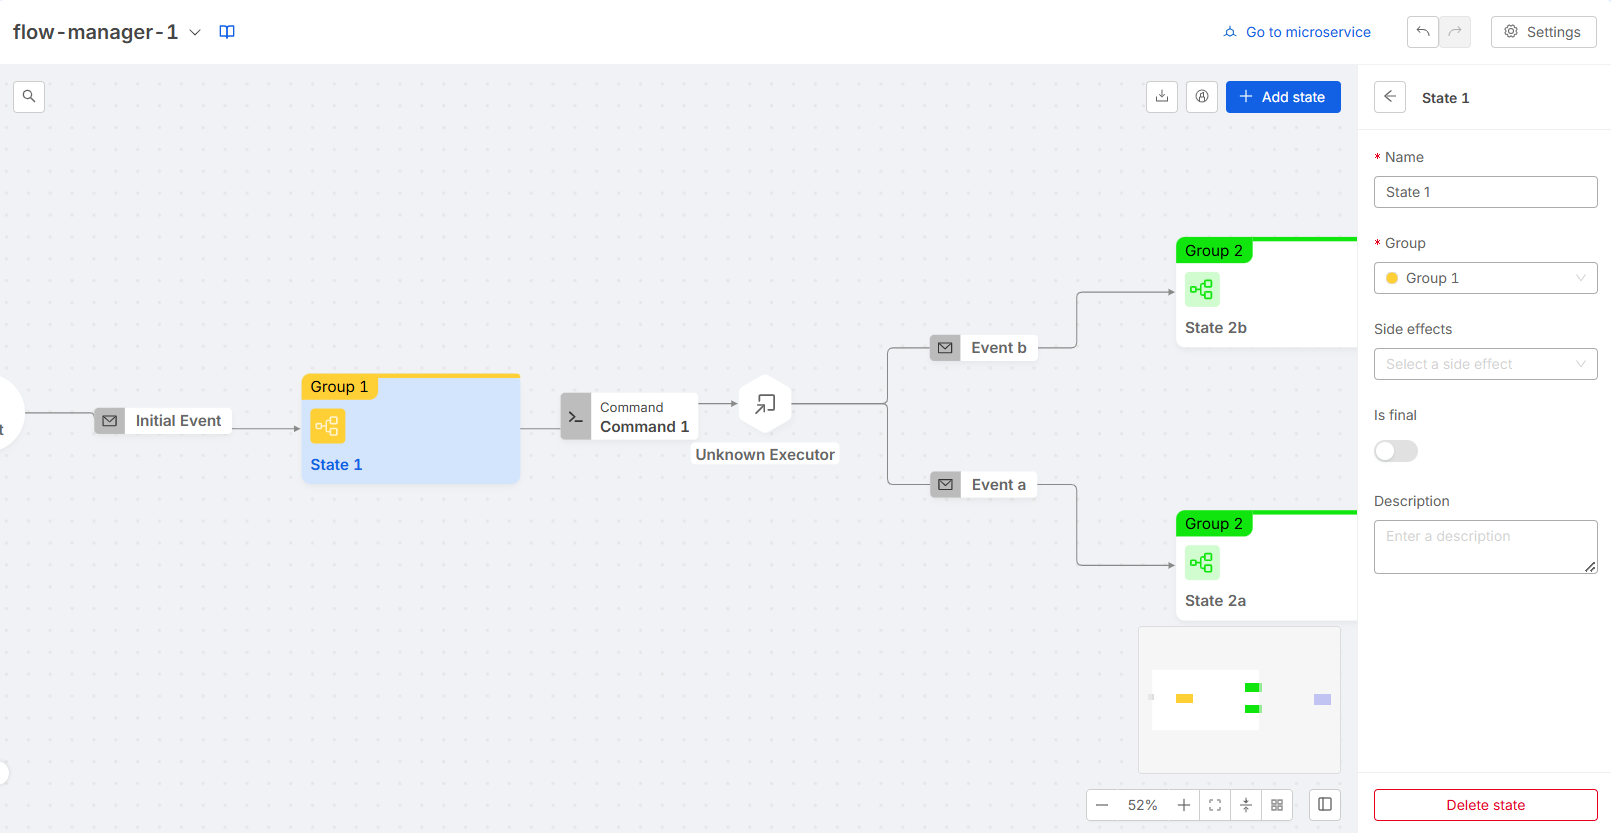 flow-manager-1
Go to microservice
Settings
Add state
State 1
* Name
State 1
* Group
Group 1
Side effects
Select a side effect
Is final
Description
Enter a description
Delete state
t
Initial Event
Group 1
State 1
Command
Command 1
Unknown Executor
Event b
Event a
Group 2
State 2b
Group 2
State 2a
52%